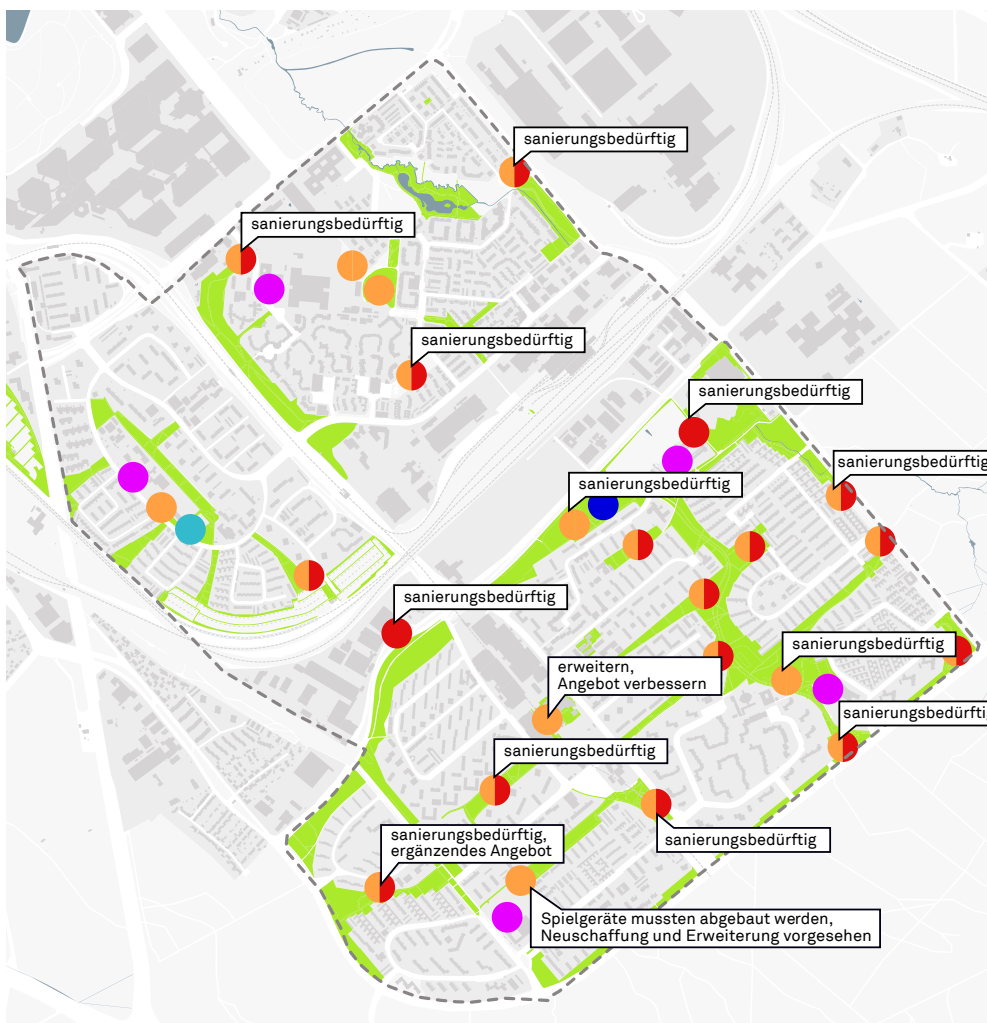 sanierungsbedürftig
sanierungsbedürftig
sanierungsbedürftig
sanierungsbedürftig
sanierungsbedürftig
sanierungsbedürftig
sanierungsbedürftig
erweitern,
Angebot verbessern
sanierungsbedürftig
sanierungsbedürftig
sanierungsbedürftig
sanierungsbedürftig,
ergänzendes Angebot
sanierungsbedürftig
Spielgeräte mussten abgebaut werden,
Neuschaffung und Erweiterung vorgesehen